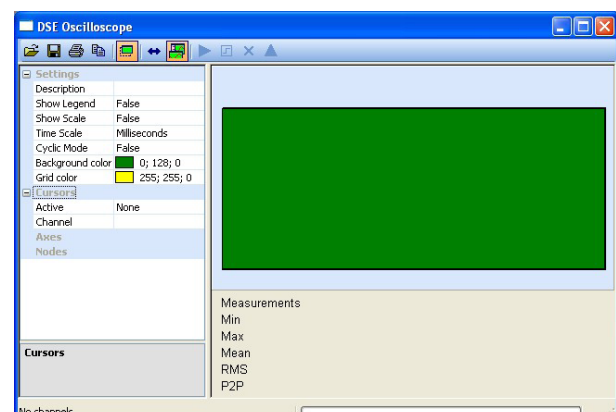 DSE Oscilloscope
Settings
Description
Show Legend False
Show Scale False
Time Scale Milliseconds
Cyclic Mode False
Background color 0; 128; 0
Grid color 255; 255; 0
Cursors
Active None
Channel
Axes
Nodes
Cursors
Measurements
Min
Max
Mean
RMS
P2P
No channels